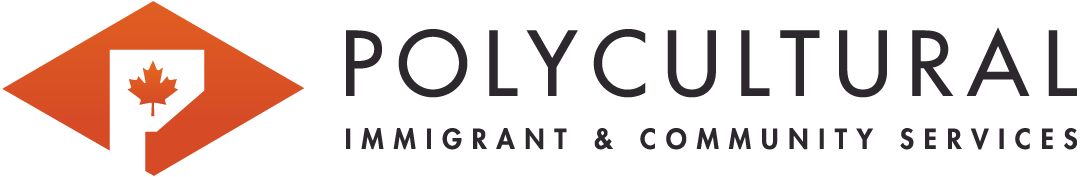 POLYCULTURAL
IMMIGRANT & COMMUNITY SERVICES